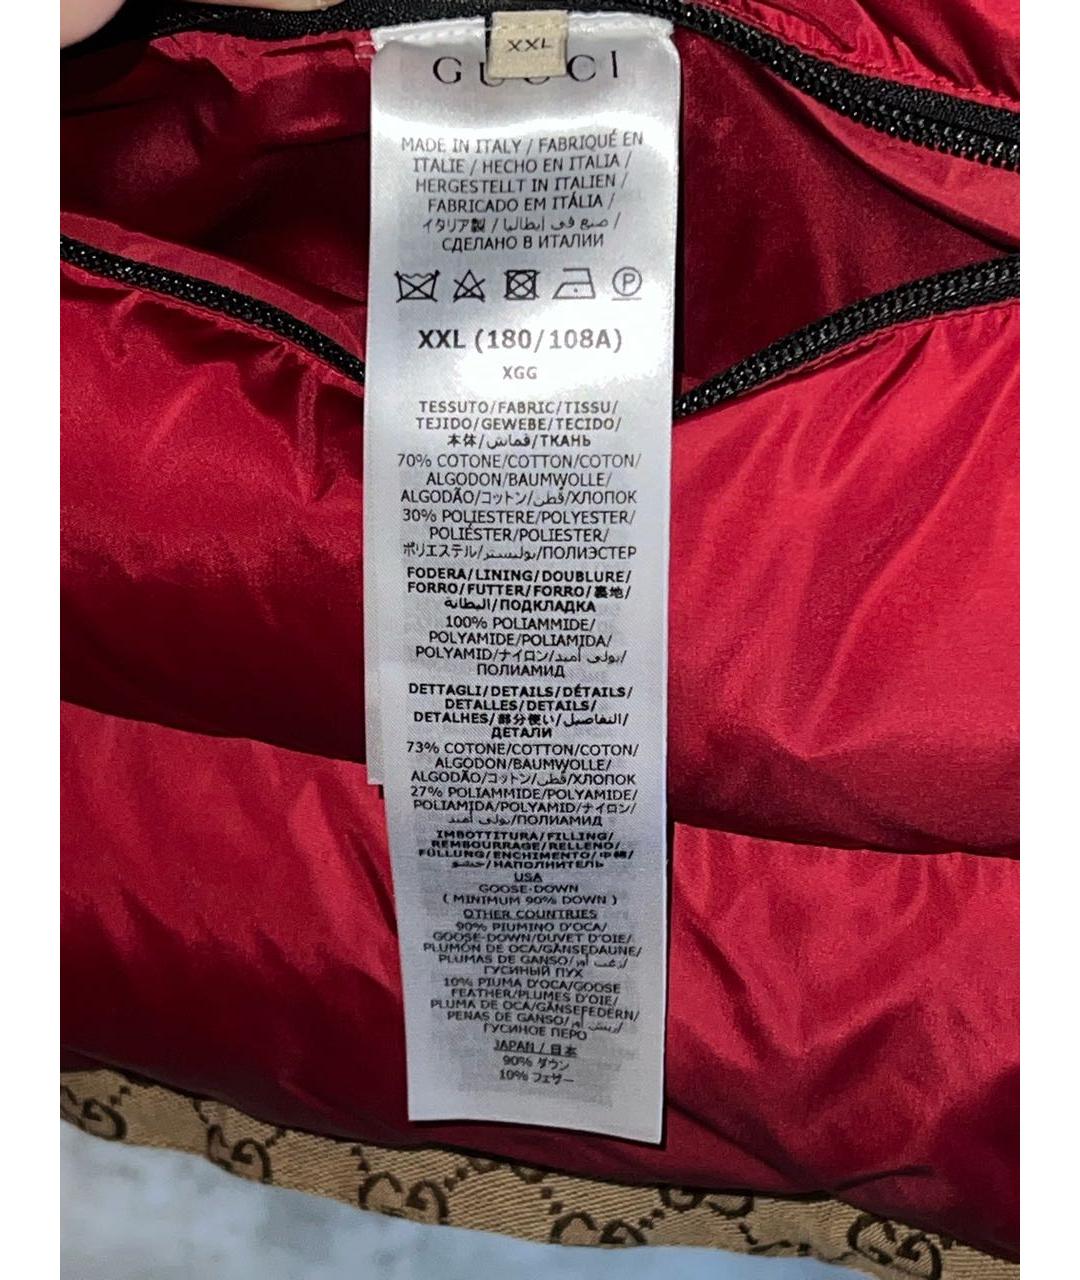 XXL
GUCCI
MADE IN ITALY / FABRIQUÉ EN
ITALIE / HECHO EN ITALIA /
HERGESTELLT IN ITALIEN /
FABRICADO EM ITÁLIA /
イタリア製 / صنع في إيطاليا /
СДЕЛАНО В ИТАЛИИ
P
XXL (180/108A)
XGG
TESSUTO/FABRIC/TISSU/
TEJIDO/GEWEBE/TECIDO/
本体/قماش/ТКАНЬ
70% COTONE/COTTON/COTON/
ALGODON/BAUMWOLLE/
ALGODÃO/コットン/قطن/ХЛОПОК
30% POLIESTERE/POLYESTER/
POLIÉSTER/POLIESTER/
ポリエステル/بوليستر/ПОЛИЭСТЕР
FODERA/LINING/DOUBLURE/
FORRO/FUTTER/FORRO/裏地/
البطانة/ПОДКЛАДКА
100% POLIAMMIDE/
POLYAMIDE/POLIAMIDA/
POLYAMID/ナイロン/بولي أميد/
ПОЛИАМИД
DETTAGLI/DETAILS/DÉTAILS/
DETALLES/DETAILS/
DETALHES/部分使い/التفاصيل/
ДЕТАЛИ
73% COTONE/COTTON/COTON/
ALGODON/BAUMWOLLE/
ALGODÃO/コットン/قطن/ХЛОПОК
27% POLIAMMIDE/POLYAMIDE/
POLIAMIDA/POLYAMID/ナイロン/
بولي أميد/ПОЛИАМИД
IMBOTTITURA/FILLING/
REMBOURRAGE/RELLENO/
FÜLLUNG/ENCHIMENTO/中綿/
حشو/НАПОЛНИТЕЛЬ
USA
GOOSE-DOWN
( MINIMUM 90% DOWN )
OTHER COUNTRIES
90% PIUMINO D'OCA/
GOOSE-DOWN/DUVET D'OIE/
PLUMÓN DE OCA/GÄNSEDAUNE/
PLUMAS DE GANSO/زغب أوز/
ГУСИНЫЙ ПУХ
10% PIUMA D'OCA/GOOSE
FEATHER/PLUMES D'OIE/
PLUMA DE OCA/GÄNSEFEDERN/
PENAS DE GANSO/ريش أوز/
ГУСИНОЕ ПЕРО
JAPAN / 日本
90% ダウン
10% フェザー